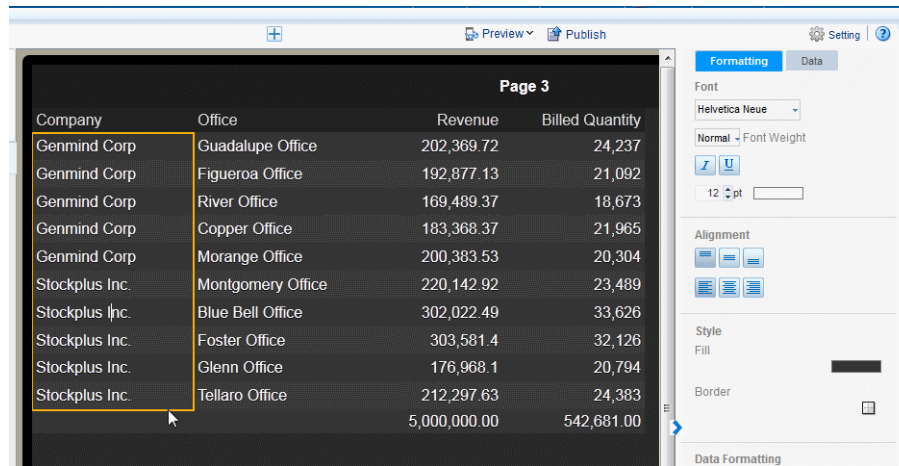 Preview Publish Setting ?
Formatting Data
Page 3
Font
Helvetica Neue
Company Office Revenue Billed Quantity
Normal Font Weight
Genmind Corp Guadalupe Office 202,369.72 24,237
Genmind Corp Figueroa Office 192,877.13 21,092
I U
Genmind Corp River Office 169,489.37 18,673
12 pt
Genmind Corp Copper Office 183,368.37 21,965
Alignment
Genmind Corp Morange Office 200,383.53 20,304
Stockplus Inc. Montgomery Office 220,142.92 23,489
Stockplus Inc. Blue Bell Office 302,022.49 33,626
Style
Stockplus Inc. Foster Office 303,581.4 32,126
Fill
Stockplus Inc. Glenn Office 176,968.1 20,794
Stockplus Inc. Tellaro Office 212,297.63 24,383
Border
5,000,000.00 542,681.00
Data Formatting